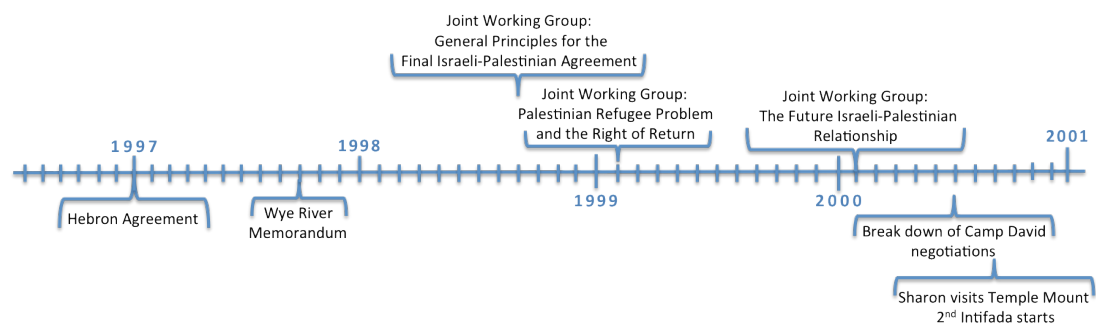 Joint Working Group:
General Principles for the
Final Israeli-Palestinian Agreement
Joint Working Group:
Palestinian Refugee Problem
and the Right of Return
Joint Working Group:
The Future Israeli-Palestinian
Relationship
1997
1998
1999
2000
2001
Hebron Agreement
Wye River
Memorandum
Break down of Camp David
negotiations
Sharon visits Temple Mount
2nd Intifada starts